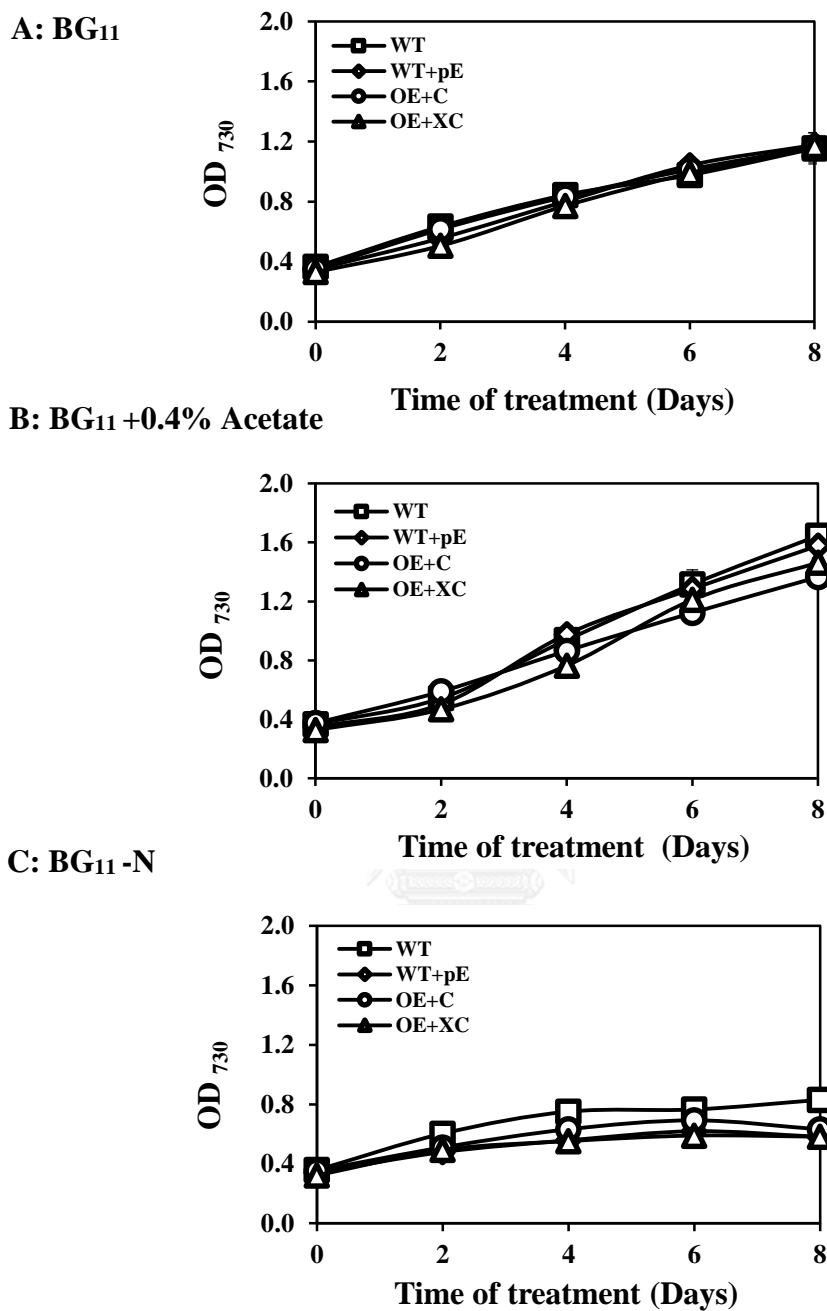 A: BG11
2.0
1.6
1.2
0.8
0.4
0.0
OD 730
WT
WT+pE
OE+C
OE+XC
0 2 4 6 8
Time of treatment (Days)
B: BG11 +0.4% Acetate
2.0
1.6
1.2
0.8
0.4
0.0
OD 730
WT
WT+pE
OE+C
OE+XC
0 2 4 6 8
Time of treatment (Days)
C: BG11 -N
2.0
1.6
1.2
0.8
0.4
0.0
OD 730
WT
WT+pE
OE+C
OE+XC
0 2 4 6 8
Time of treatment (Days)